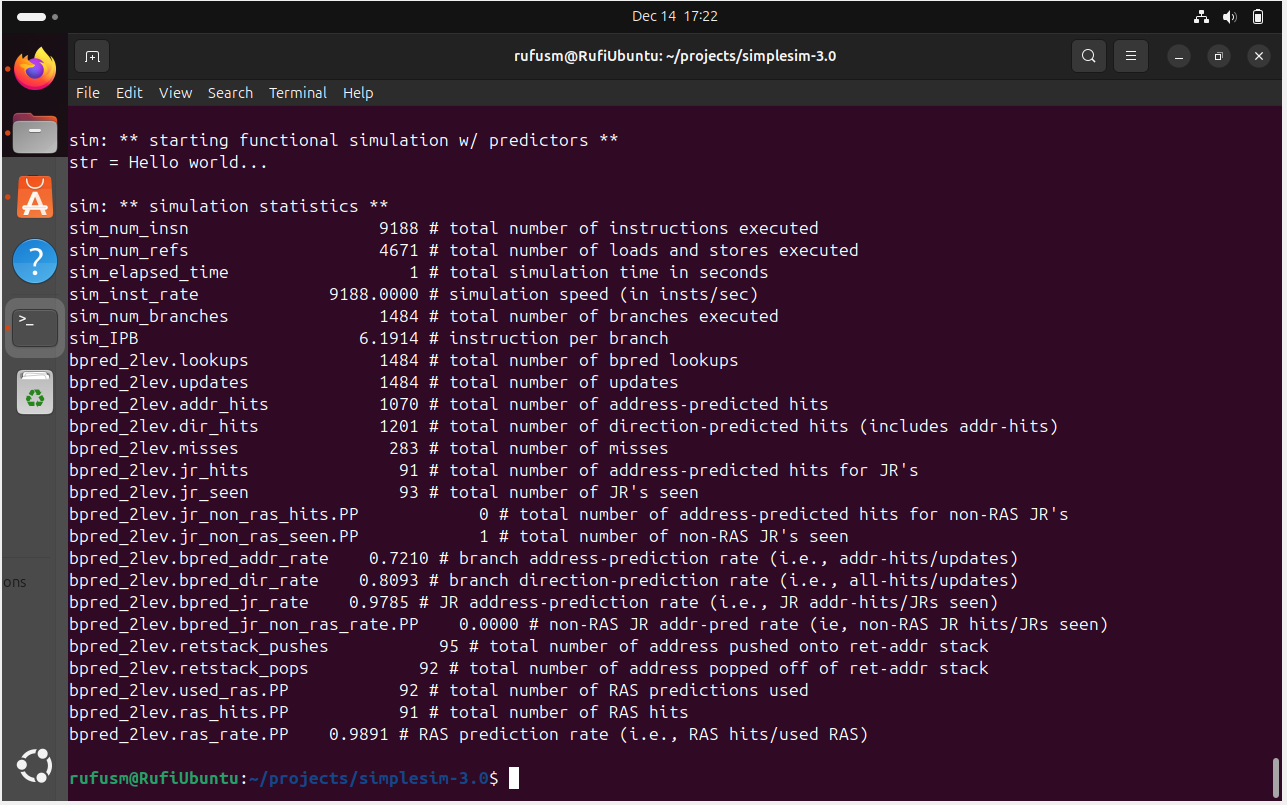 Dec 14 17:22
rufusm@RufiUbuntu: ~/projects/simplesim-3.0
File Edit View Search Terminal Help
sim: ** starting functional simulation w/ predictors **
str = Hello world...
sim: ** simulation statistics **
sim_num_insn 9188 # total number of instructions executed
sim_num_refs 4671 # total number of loads and stores executed
sim_elapsed_time 1 # total simulation time in seconds
sim_inst_rate 9188.0000 # simulation speed (in insts/sec)
sim_num_branches 1484 # total number of branches executed
sim_IPB 6.1914 # instruction per branch
bpred_2lev.lookups 1484 # total number of bpred lookups
bpred_2lev.updates 1484 # total number of updates
bpred_2lev.addr_hits 1070 # total number of address-predicted hits
bpred_2lev.dir_hits 1201 # total number of direction-predicted hits (includes addr-hits)
bpred_2lev.misses 283 # total number of misses
bpred_2lev.jr_hits 91 # total number of address-predicted hits for JR's
bpred_2lev.jr_seen 93 # total number of JR's seen
bpred_2lev.jr_non_ras_hits.PP 0 # total number of address-predicted hits for non-RAS JR's
bpred_2lev.jr_non_ras_seen.PP 1 # total number of non-RAS JR's seen
bpred_2lev.bpred_addr_rate 0.7210 # branch address-prediction rate (i.e., addr-hits/updates)
bpred_2lev.bpred_dir_rate 0.8093 # branch direction-prediction rate (i.e., all-hits/updates)
bpred_2lev.bpred_jr_rate 0.9785 # JR address-prediction rate (i.e., JR addr-hits/JRs seen)
bpred_2lev.bpred_jr_non_ras_rate.PP 0.0000 # non-RAS JR addr-pred rate (ie, non-RAS JR hits/JRs seen)
bpred_2lev.retstack_pushes 95 # total number of address pushed onto ret-addr stack
bpred_2lev.retstack_pops 92 # total number of address popped off of ret-addr stack
bpred_2lev.used_ras.PP 92 # total number of RAS predictions used
bpred_2lev.ras_hits.PP 91 # total number of RAS hits
bpred_2lev.ras_rate.PP 0.9891 # RAS prediction rate (i.e., RAS hits/used RAS)
rufusm@RufiUbuntu:~/projects/simplesim-3.0$
ons